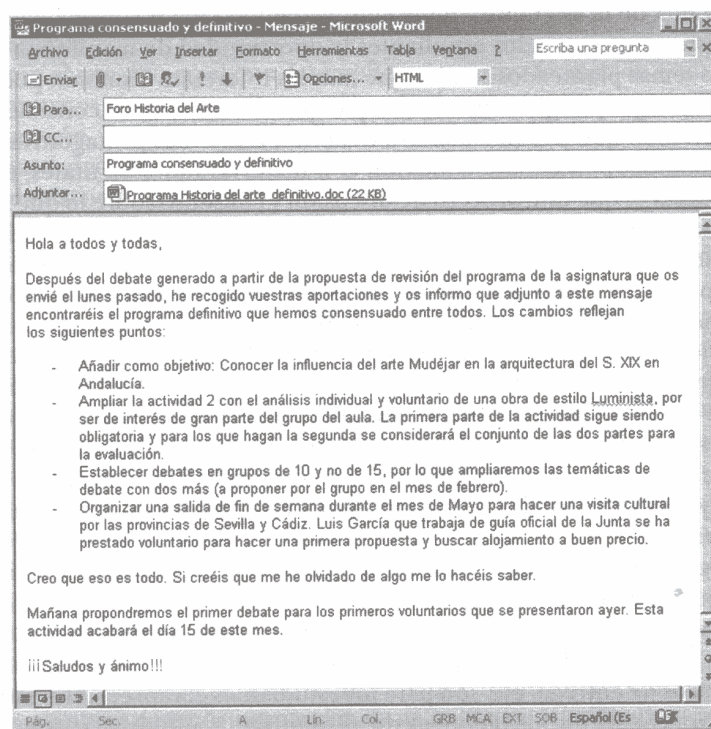 Programa consensuado y definitivo - Mensaje - Microsoft Word
Archivo Edición Ver Insertar Formato Herramientas Tabla Ventana ? Escriba una pregunta
Enviar Opciones... HTML
Para... Foro Historia del Arte
CC...
Asunto: Programa consensuado y definitivo
Adjuntar... Programa Historia del arte_definitivo.doc (22 KB)
Hola a todos y todas,
Después del debate generado a partir de la propuesta de revisión del programa de la asignatura que os
envié el lunes pasado, he recogido vuestras aportaciones y os informo que adjunto a este mensaje
encontraréis el programa definitivo que hemos consensuado entre todos. Los cambios reflejan
los siguientes puntos:
- Añadir como objetivo: Conocer la influencia del arte Mudéjar en la arquitectura del S. XIX en
Andalucía.
- Ampliar la actividad 2 con el análisis individual y voluntario de una obra de estilo Luminista, por
ser de interés de gran parte del grupo del aula. La primera parte de la actividad sigue siendo
obligatoria y para los que hagan la segunda se considerará el conjunto de las dos partes para
la evaluación.
- Establecer debates en grupos de 10 y no de 15, por lo que ampliaremos las temáticas de
debate con dos más (a proponer por el grupo en el mes de febrero).
- Organizar una salida de fin de semana durante el mes de Mayo para hacer una visita cultural
por las provincias de Sevilla y Cádiz. Luis García que trabaja de guía oficial de la Junta se ha
prestado voluntario para hacer una primera propuesta y buscar alojamiento a buen precio.
Creo que eso es todo. Si creéis que me he olvidado de algo me lo hacéis saber.
Mañana propondremos el primer debate para los primeros voluntarios que se presentaron ayer. Esta
actividad acabará el día 15 de este mes.
¡¡¡Saludos y ánimo!!!
Pág. Sec. A Lín. Col. GRB MCA EXT SOB Español (Es